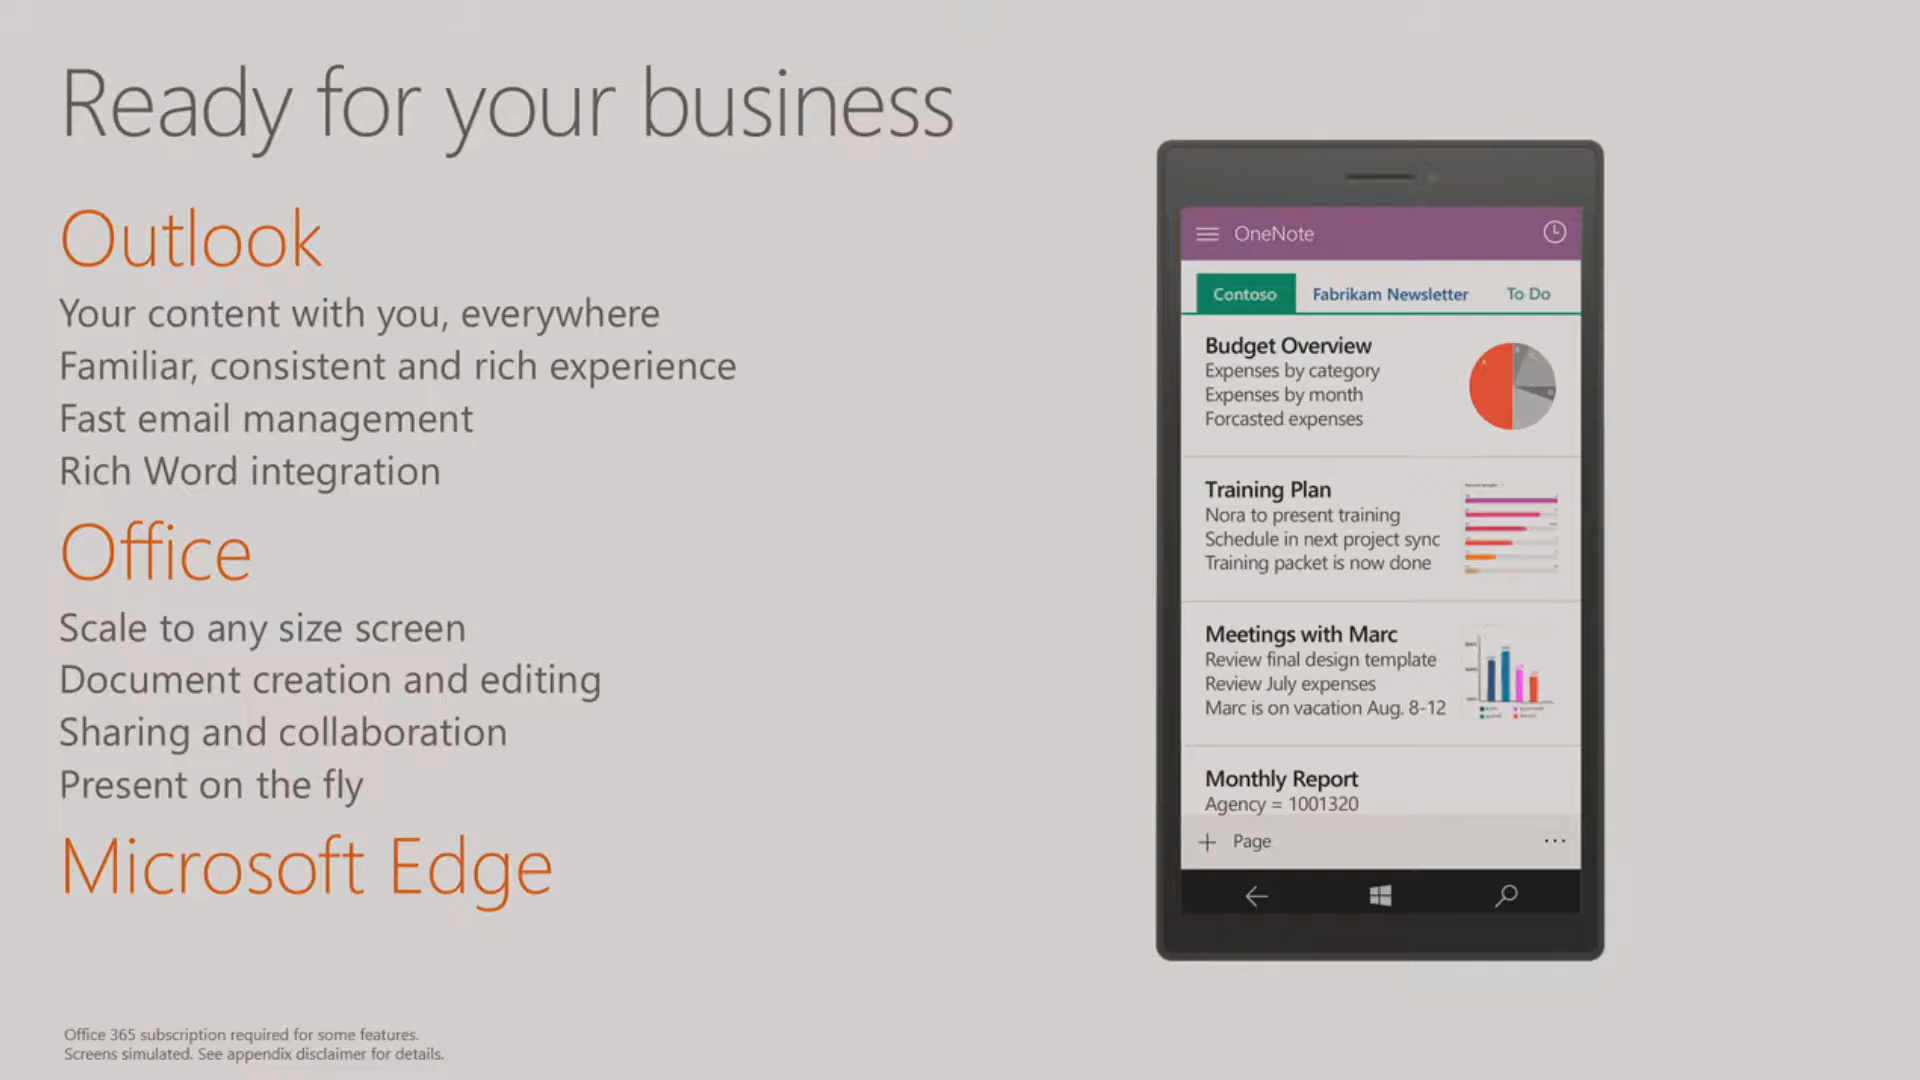 Ready for your business
Outlook
Your content with you, everywhere
Familiar, consistent and rich experience
Fast email management
Rich Word integration
Office
Scale to any size screen
Document creation and editing
Sharing and collaboration
Present on the fly
Microsoft Edge
Office 365 subscription required for some features.
Screens simulated. See appendix disclaimer for details.
OneNote
Contoso Fabrikam Newsletter To Do
Budget Overview
Expenses by category
Expenses by month
Forcasted expenses
Training Plan
Nora to present training
Schedule in next project sync
Training packet is now done
Meetings with Marc
Review final design template
Review July expenses
Marc is on vacation Aug. 8-12
Monthly Report
Agency = 1001320
+ Page ...